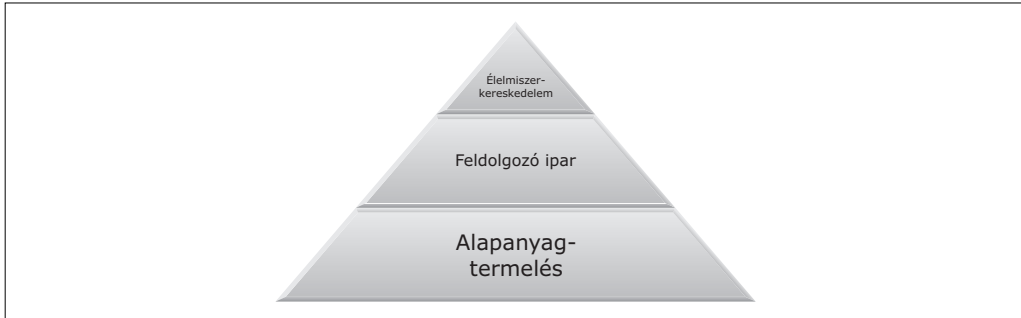 Élelmiszer-
kereskedelem
Feldolgozó ipar
Alapanyag-
termelés